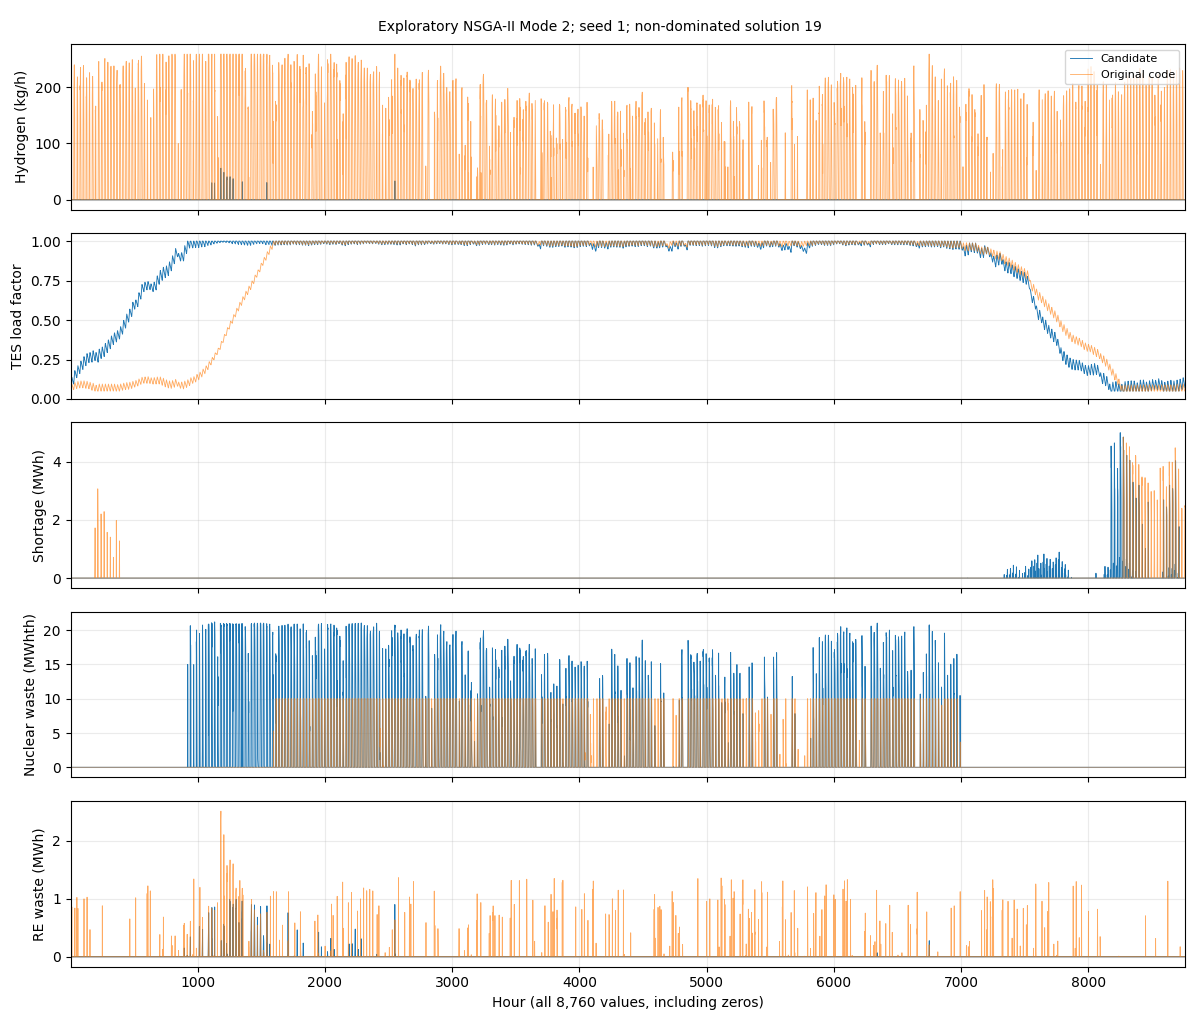 Exploratory NSGA-II Mode 2; seed 1; non-dominated solution 19
Hydrogen (kg/h)
200
100
0
Candidate
Original code
TES load factor
1.00
0.75
0.50
0.25
0.00
Shortage (MWh)
4
2
0
Nuclear waste (MWhth)
20
15
10
5
0
RE waste (MWh)
2
1
0
1000 2000 3000 4000 5000 6000 7000 8000
Hour (all 8,760 values, including zeros)